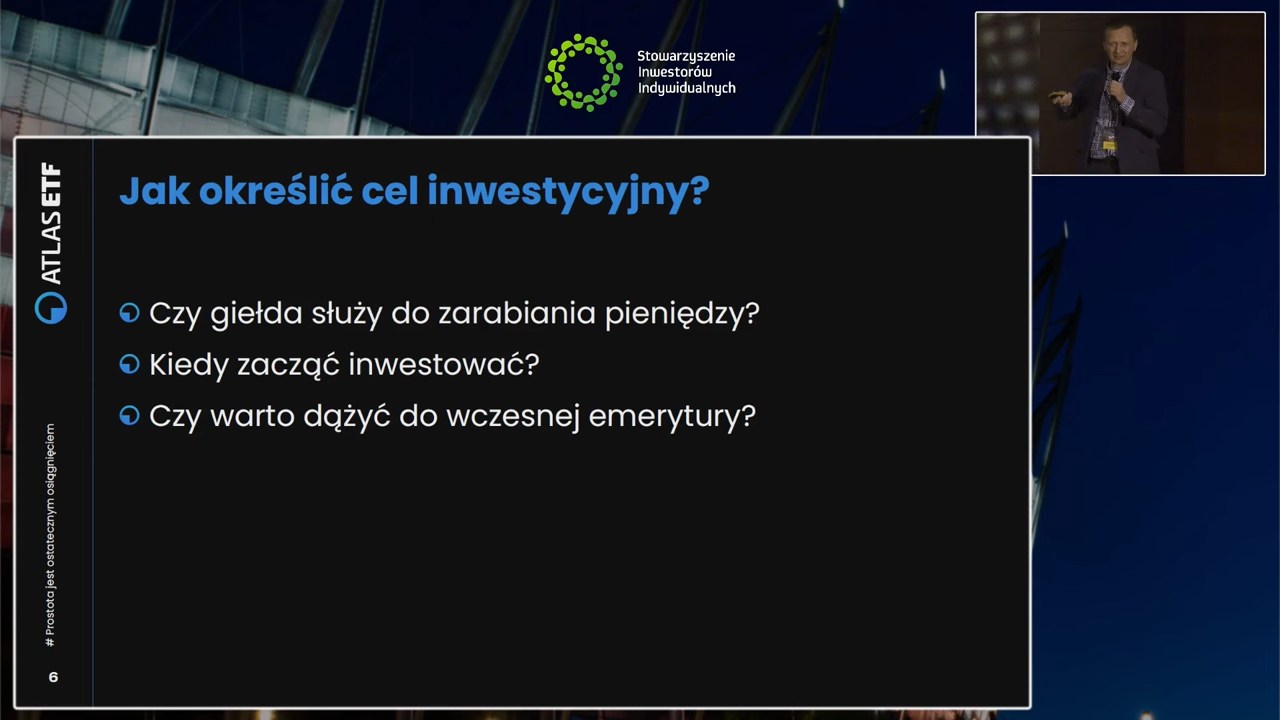 Stowarzyszenie
Inwestorów
Indywidualnych
ATLAS ETF
Jak określić cel inwestycyjny?
Czy giełda służy do zarabiania pieniędzy?
Kiedy zacząć inwestować?
Czy warto dążyć do wczesnej emerytury?
# Prostota jest ostatecznym osiągnięciem
6